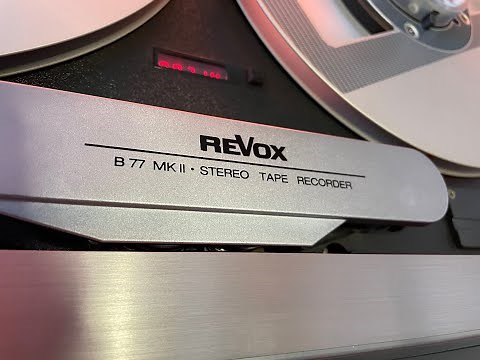 REVOX
B 77 MK II · STEREO TAPE RECORDER